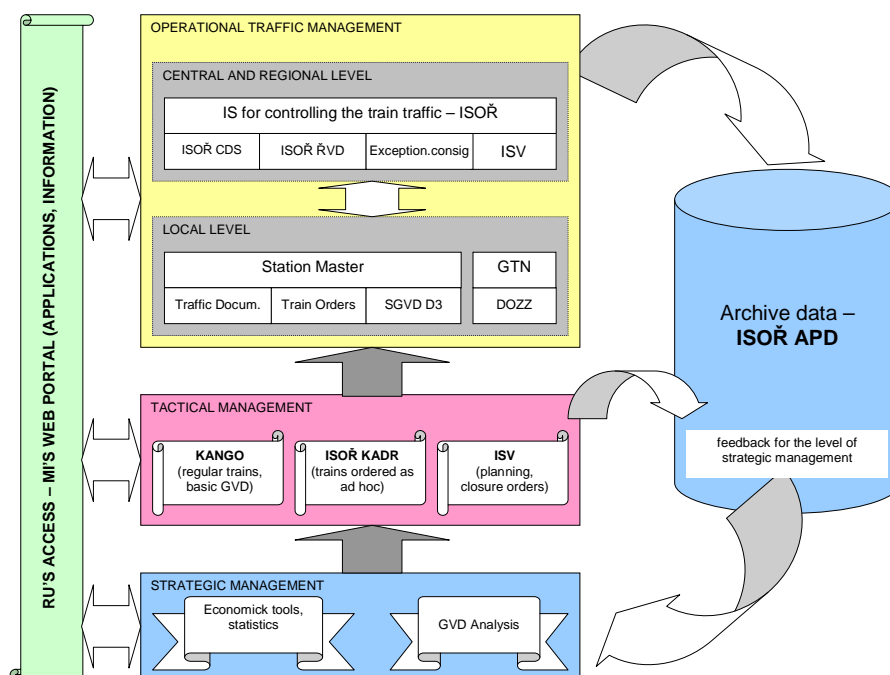 RU'S ACCESS – MI'S WEB PORTAL (APPLICATIONS, INFORMATION)
OPERATIONAL TRAFFIC MANAGEMENT
CENTRAL AND REGIONAL LEVEL
IS for controlling the train traffic – ISOŘ
ISOŘ CDS
ISOŘ ŘVD
Exception.consig
ISV
LOCAL LEVEL
Station Master
GTN
Traffic Docum.
Train Orders
SGVD D3
DOZZ
Archive data –
ISOŘ APD
feedback for the level of
strategic management
TACTICAL MANAGEMENT
KANGO
(regular trains,
basic GVD)
ISOŘ KADR
(trains ordered as
ad hoc)
ISV
(planning,
closure orders)
STRATEGIC MANAGEMENT
Economick tools,
statistics
GVD Analysis